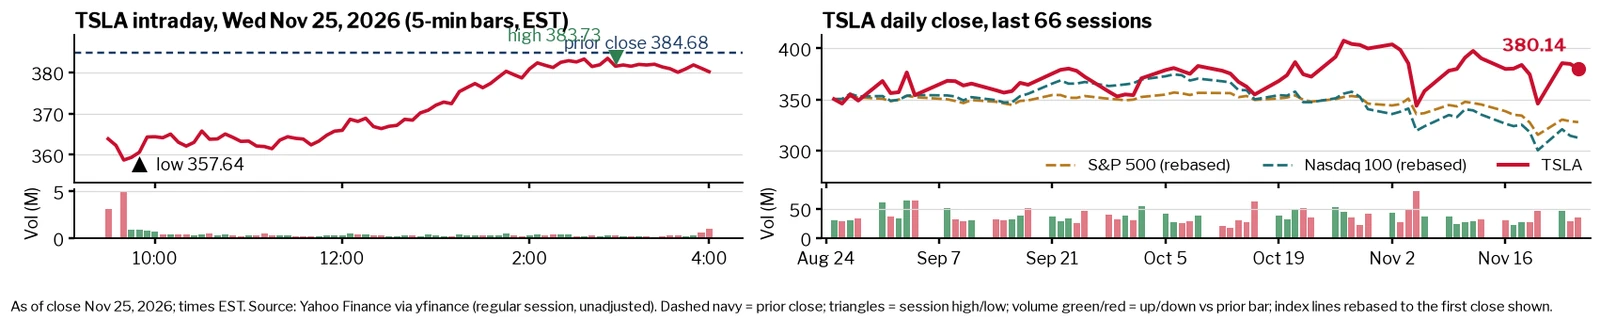 TSLA intraday, Wed Nov 25, 2026 (5-min bars, EST)
high 383.73
prior close 384.68
380
370
360
low 357.64
5
0
Vol (M)
10:00 12:00 2:00 4:00
TSLA daily close, last 66 sessions
400
350
300
380.14
S&P 500 (rebased) Nasdaq 100 (rebased) TSLA
50
0
Vol (M)
Aug 24 Sep 7 Sep 21 Oct 5 Oct 19 Nov 2 Nov 16
As of close Nov 25, 2026; times EST. Source: Yahoo Finance via yfinance (regular session, unadjusted). Dashed navy = prior close; triangles = session high/low; volume green/red = up/down vs prior bar; index lines rebased to the first close shown.